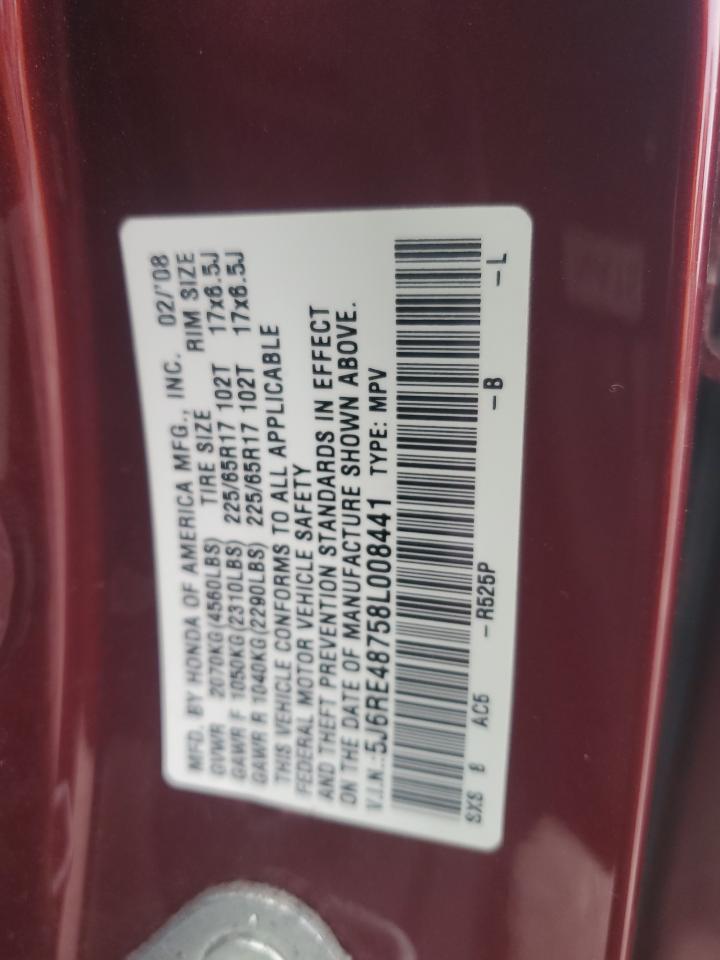 MFD. BY HONDA OF AMERICA MFG., INC. 02/'08
GVWR 2070KG(4560LBS) TIRE SIZE RIM SIZE
GAWR F 1050KG(2310LBS) 225/65R17 102T 17x6.5J
GAWR R 1040KG(2290LBS) 225/65R17 102T 17x6.5J
THIS VEHICLE CONFORMS TO ALL APPLICABLE
FEDERAL MOTOR VEHICLE SAFETY
AND THEFT PREVENTION STANDARDS IN EFFECT
ON THE DATE OF MANUFACTURE SHOWN ABOVE.
V.I.N.:5J6RE48758L008441 TYPE: MPV
SXS 8 AC5 -R525P -B -L